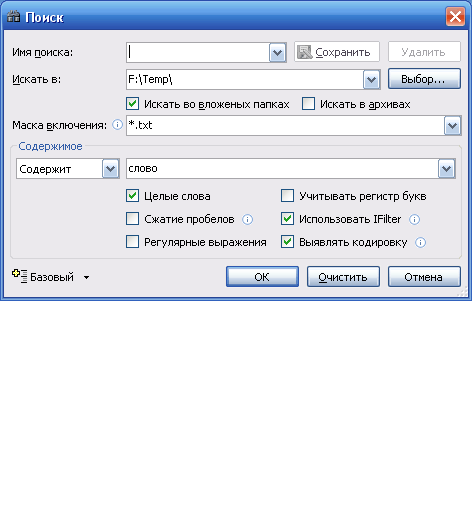 Поиск
Имя поиска: Сохранить Удалить
Искать в: F:\Temp\ Выбор...
Искать во вложеных папках Искать в архивах
Маска включения: *.txt
Содержимое
Содержит слово
Целые слова Учитывать регистр букв
Сжатие пробелов Использовать IFilter
Регулярные выражения Выявлять кодировку
Базовый ОК Очистить Отмена